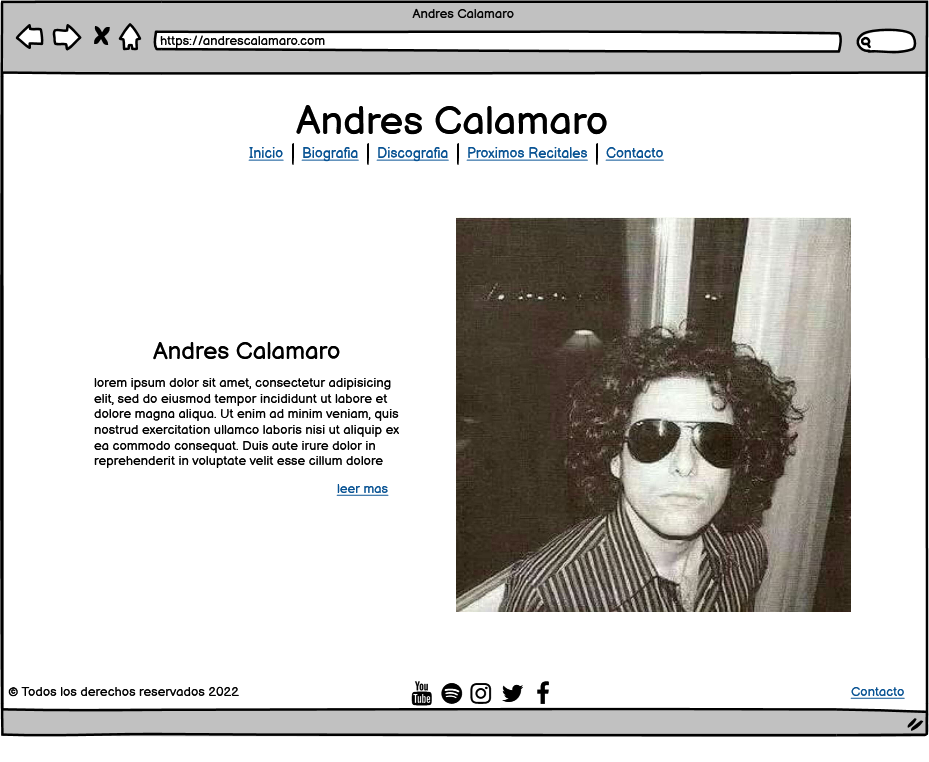 Andres Calamaro
https://andrescalamaro.com
Andres Calamaro
Inicio | Biografia | Discografia | Proximos Recitales | Contacto
Andres Calamaro
lorem ipsum dolor sit amet, consectetur adipisicing
elit, sed do eiusmod tempor incididunt ut labore et
dolore magna aliqua. Ut enim ad minim veniam, quis
nostrud exercitation ullamco laboris nisi ut aliquip ex
ea commodo consequat. Duis aute irure dolor in
reprehenderit in voluptate velit esse cillum dolore
leer mas
© Todos los derechos reservados 2022
You
Tube
Contacto